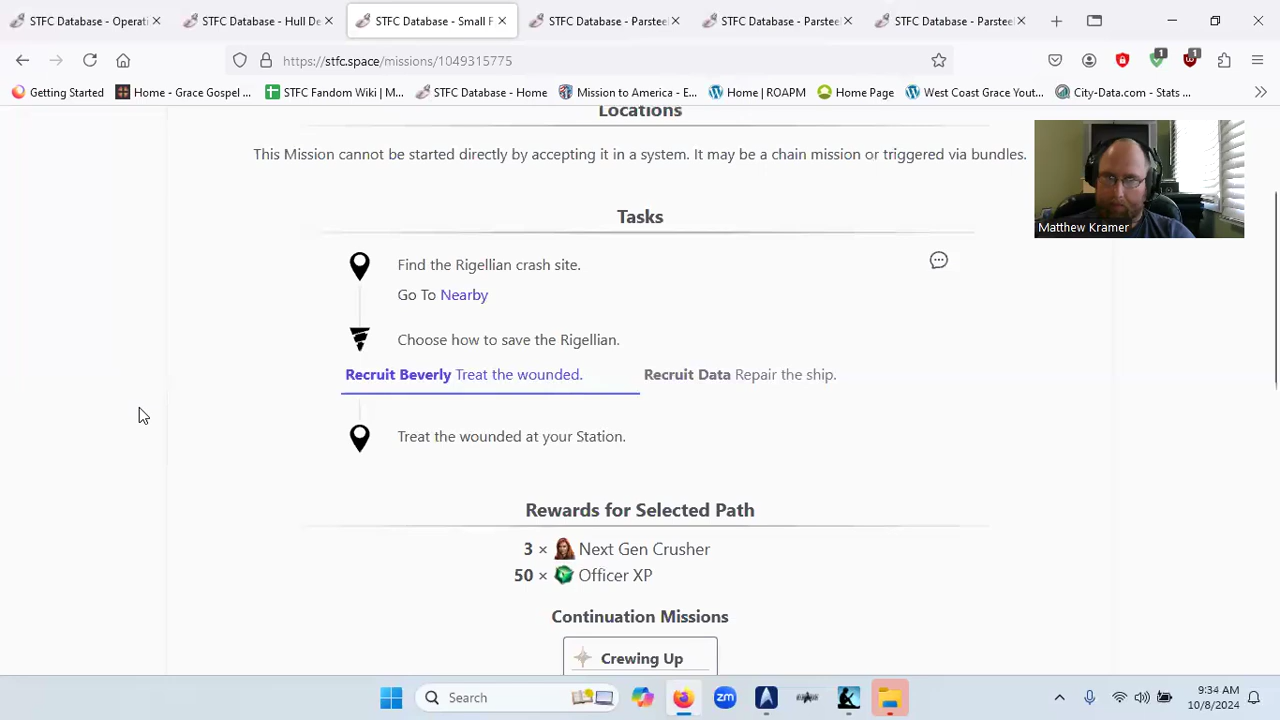 STFC Database - Operati
STFC Database - Hull De
STFC Database - Small F
STFC Database - Parsteel
STFC Database - Parsteel
STFC Database - Parsteel
https://stfc.space/missions/1049315775
1
1
Getting Started
Home - Grace Gospel ...
STFC Fandom Wiki | M...
STFC Database - Home
Mission to America - E...
Home | ROAPM
Home Page
West Coast Grace Yout...
City-Data.com - Stats ...
Locations
This Mission cannot be started directly by accepting it in a system. It may be a chain mission or triggered via bundles.
Matthew Kramer
Tasks
Find the Rigellian crash site.
Go To Nearby
Choose how to save the Rigellian.
Recruit Beverly Treat the wounded.
Recruit Data Repair the ship.
Treat the wounded at your Station.
Rewards for Selected Path
3 × Next Gen Crusher
50 × Officer XP
Continuation Missions
Crewing Up
Search
zm
9:34 AM
10/8/2024